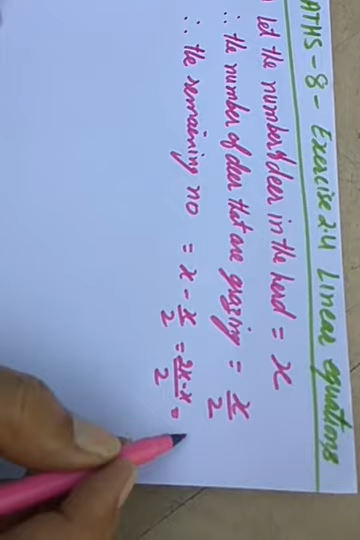 ATHS - 8 - Exercise 2.4 Linear equations
) Let the number of deer in the herd = x
∴ the number of deer that are grazing = x/2
∴ the remaining no = x - x/2 = 2x-x/2 =